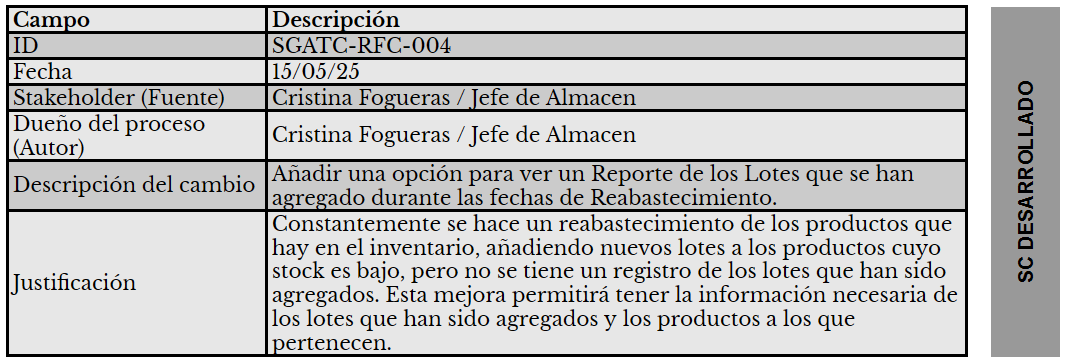 Campo Descripción
ID SGATC-RFC-004
Fecha 15/05/25
Stakeholder (Fuente) Cristina Fogueras / Jefe de Almacen
Dueño del proceso
(Autor)
Cristina Fogueras / Jefe de Almacen
Descripción del cambio
Añadir una opción para ver un Reporte de los Lotes que se han
agregado durante las fechas de Reabastecimiento.
Justificación
Constantemente se hace un reabastecimiento de los productos que
hay en el inventario, añadiendo nuevos lotes a los productos cuyo
stock es bajo, pero no se tiene un registro de los lotes que han sido
agregados. Esta mejora permitirá tener la información necesaria de
los lotes que han sido agregados y los productos a los que
pertenecen.
SC DESARROLLADO